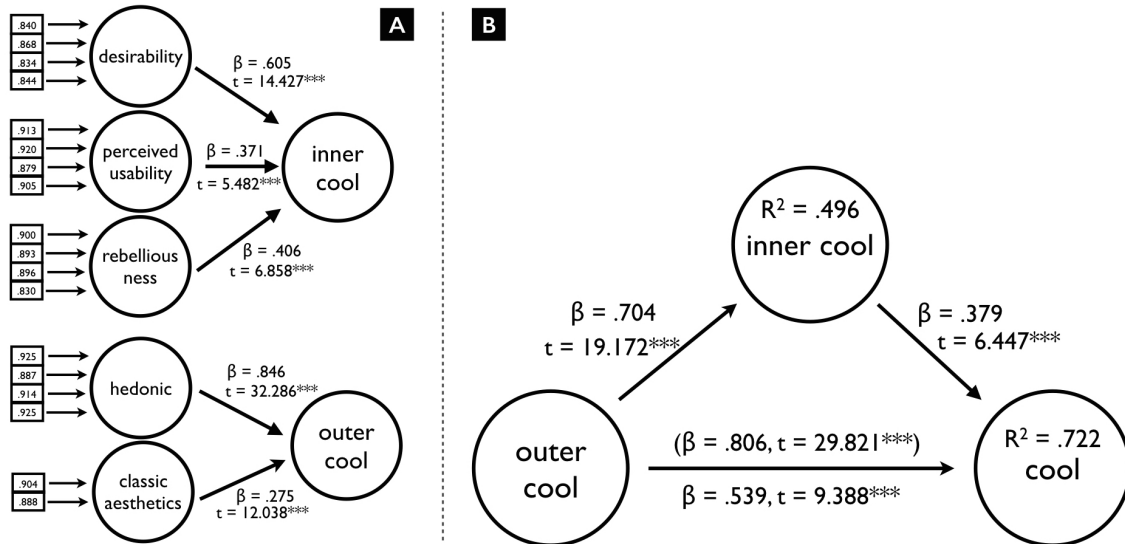 A
.840
.868
.834
.844
desirability
β = .605
t = 14.427***
.913
.920
.879
.905
perceived
usability
β = .371
t = 5.482***
inner
cool
.900
.893
.896
.830
rebellious
ness
β = .406
t = 6.858***
.925
.887
.914
.925
hedonic
β = .846
t = 32.286***
outer
cool
.904
.888
classic
aesthetics
β = .275
t = 12.038***
B
R² = .496
inner cool
β = .704
t = 19.172***
β = .379
t = 6.447***
outer
cool
(β = .806, t = 29.821***)
β = .539, t = 9.388***
R² = .722
cool